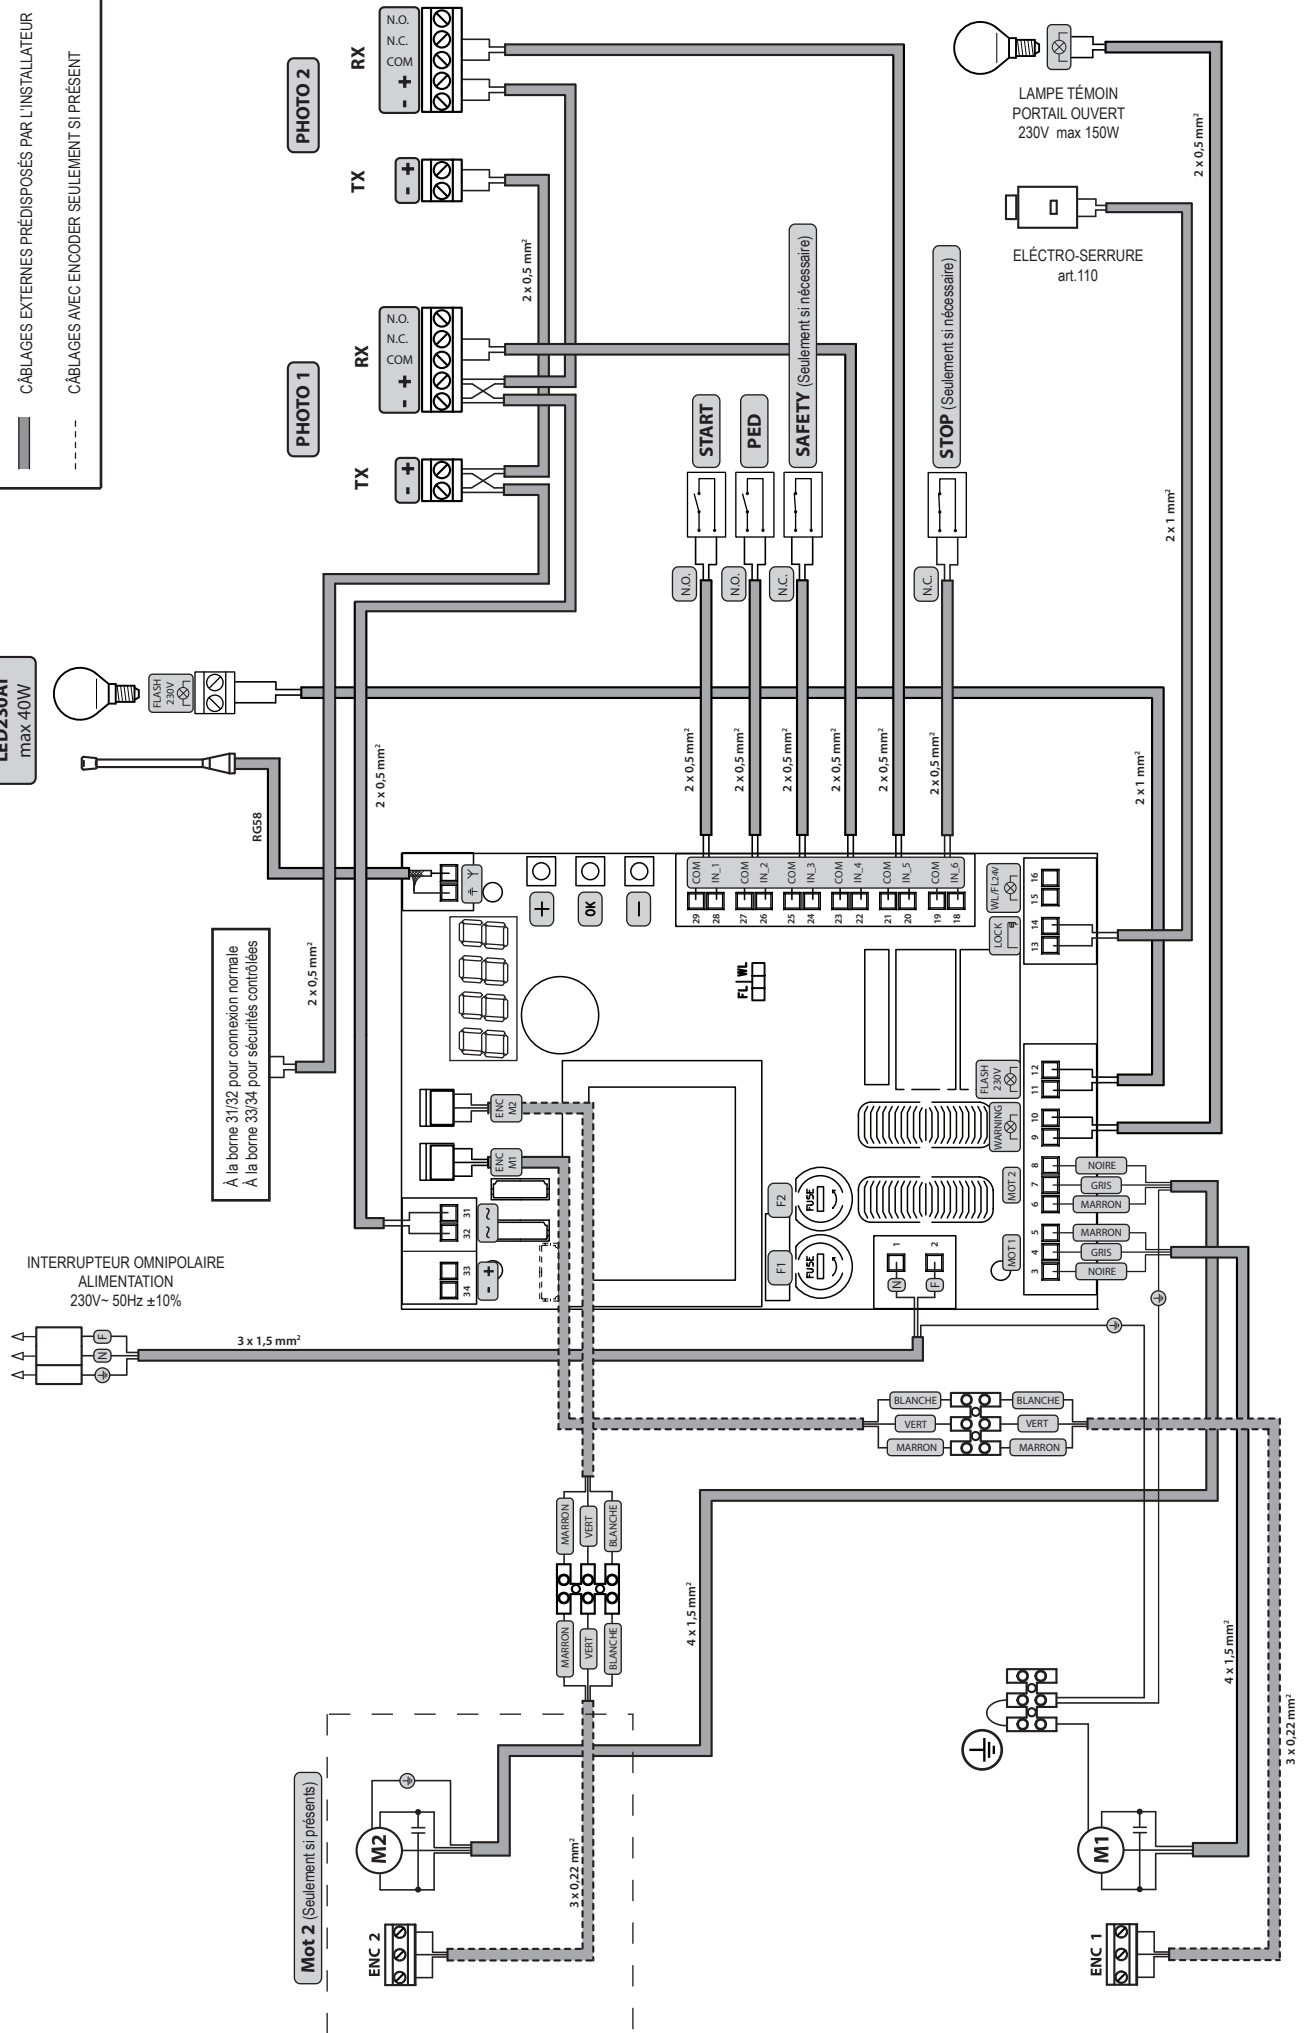 CÂBLAGES EXTERNES PRÉDISPOSÉS PAR L'INSTALLATEUR
CÂBLAGES AVEC ENCODER SEULEMENT SI PRÉSENT
PHOTO 2
RX
N.O.
N.C.
COM
- +
TX
- +
2 x 0,5 mm²
PHOTO 1
RX
N.O.
N.C.
COM
- +
TX
- +
LAMPE TÉMOIN
PORTAIL OUVERT
230V max 150W
2 x 0,5 mm²
ELÉCTRO-SERRURE
art.110
2 x 1 mm²
START
PED
SAFETY (Seulement si nécessaire)
STOP (Seulement si nécessaire)
N.O.
N.O.
N.C.
N.C.
max 40W
FLASH
230V
RG58
2 x 0,5 mm²
2 x 0,5 mm²
2 x 0,5 mm²
2 x 0,5 mm²
2 x 0,5 mm²
2 x 0,5 mm²
2 x 0,5 mm²
2 x 0,5 mm²
2 x 1 mm²
À la borne 31/32 pour connexion normale
À la borne 33/34 pour sécurités contrôlées
+
OK
-
COM
IN_1
COM
IN_2
COM
IN_3
COM
IN_4
COM
IN_5
COM
IN_6
29
28
27
26
25
24
23
22
21
20
19
18
FL | WL
WL/FL24V
LOCK
16
15
14
13
FLASH
230V
WARNING
MOT 2
MOT 1
12
11
10
9
8
7
6
5
4
3
NOIRE
GRIS
MARRON
MARRON
GRIS
NOIRE
ENC
M2
ENC
M1
31
32
33
34
~ ~
- +
F2
FUSE
F1
FUSE
1
2
N
F
INTERRUPTEUR OMNIPOLAIRE
ALIMENTATION
230V~ 50Hz ±10%
F
N
3 x 1,5 mm²
BLANCHE
VERT
MARRON
BLANCHE
VERT
MARRON
MARRON
VERT
BLANCHE
MARRON
VERT
BLANCHE
4 x 1,5 mm²
4 x 1,5 mm²
3 x 0,22 mm²
3 x 0,22 mm²
Mot 2 (Seulement si présents)
M2
ENC 2
M1
ENC 1